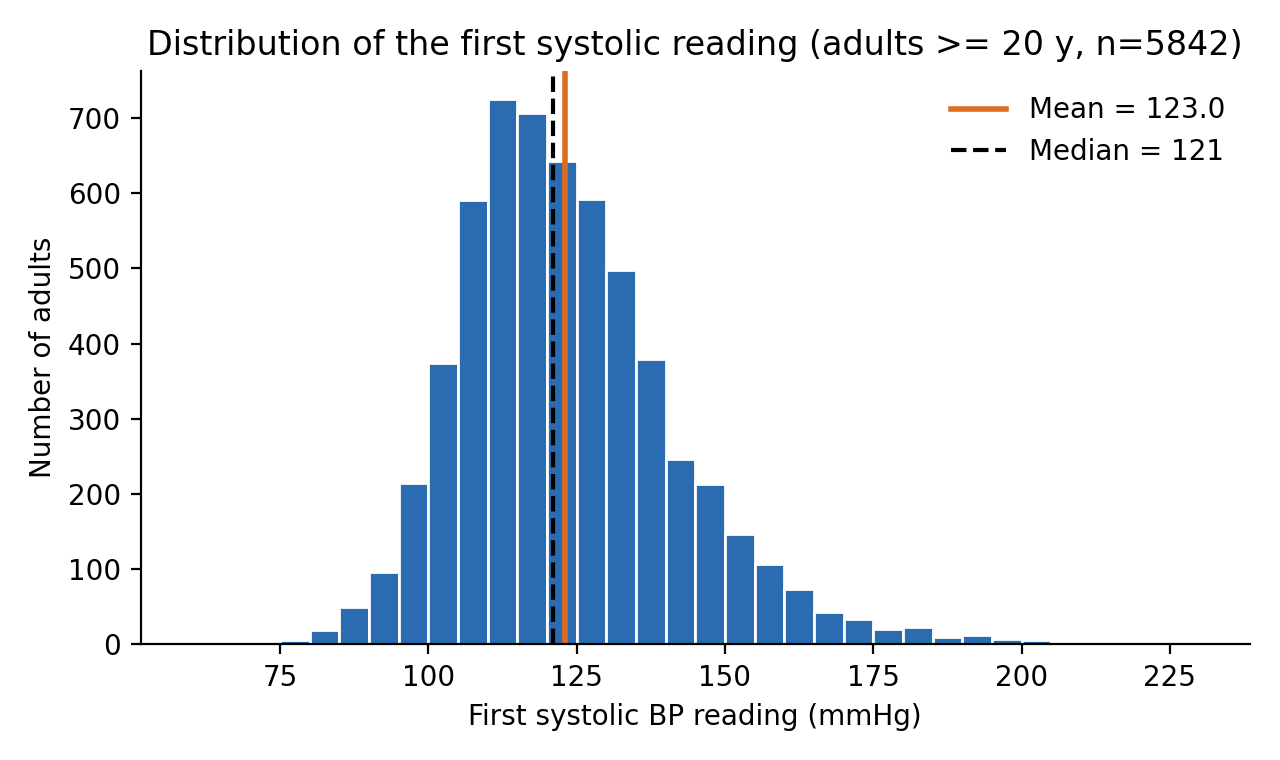 Distribution of the first systolic reading (adults >= 20 y, n=5842)
Mean = 123.0
Median = 121
Number of adults
700
600
500
400
300
200
100
0
75 100 125 150 175 200 225
First systolic BP reading (mmHg)